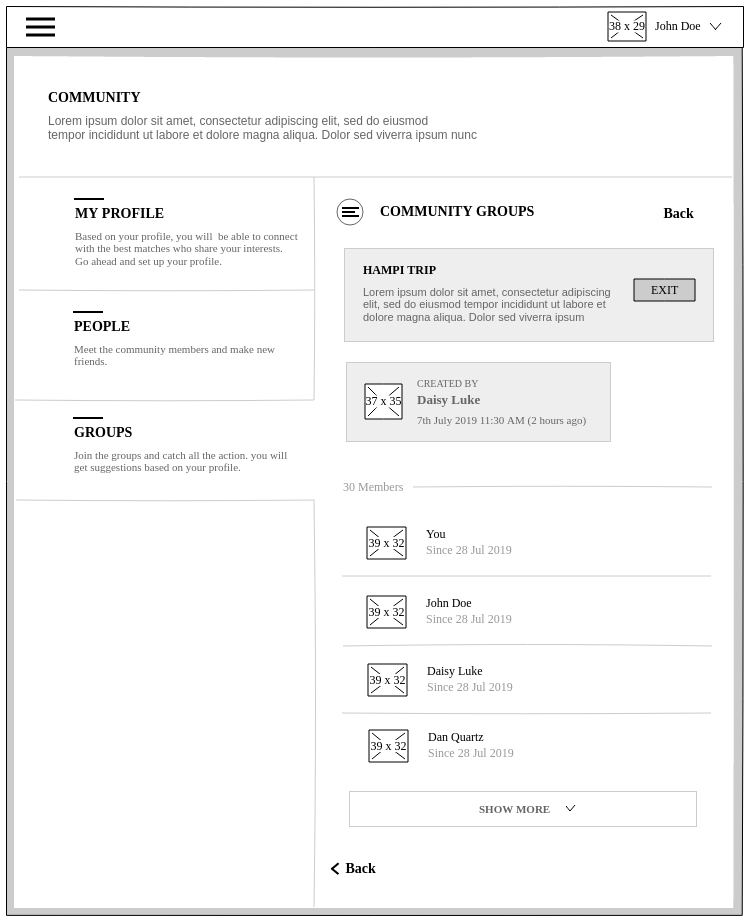 38 x 29 John Doe
COMMUNITY
Lorem ipsum dolor sit amet, consectetur adipiscing elit, sed do eiusmod
tempor incididunt ut labore et dolore magna aliqua. Dolor sed viverra ipsum nunc
MY PROFILE
Based on your profile, you will  be able to connect
with the best matches who share your interests.
Go ahead and set up your profile.
PEOPLE
Meet the community members and make new
friends.
GROUPS
Join the groups and catch all the action. you will
get suggestions based on your profile.
COMMUNITY GROUPS
Back
HAMPI TRIP
Lorem ipsum dolor sit amet, consectetur adipiscing
elit, sed do eiusmod tempor incididunt ut labore et
dolore magna aliqua. Dolor sed viverra ipsum
EXIT
37 x 35
CREATED BY
Daisy Luke
7th July 2019 11:30 AM (2 hours ago)
30 Members
39 x 32
You
Since 28 Jul 2019
39 x 32
John Doe
Since 28 Jul 2019
39 x 32
Daisy Luke
Since 28 Jul 2019
39 x 32
Dan Quartz
Since 28 Jul 2019
SHOW MORE
Back